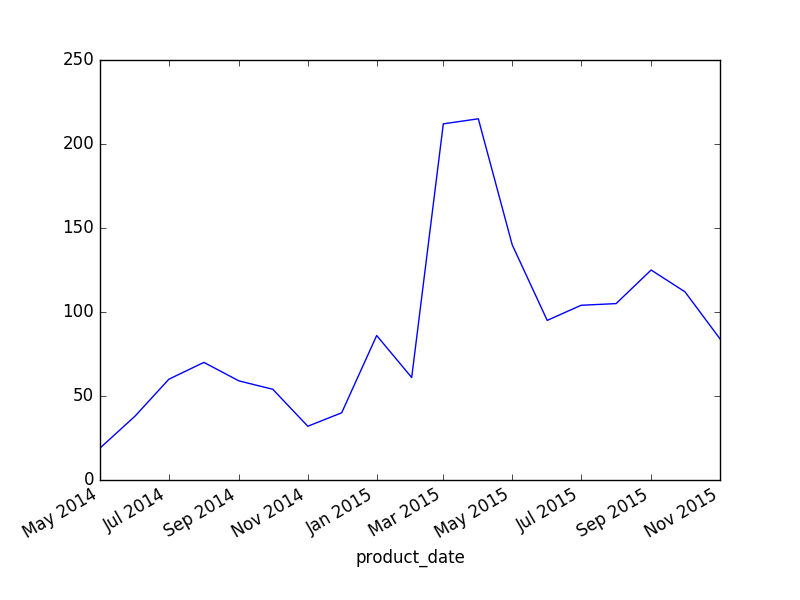 250
200
150
100
50
0
May 2014
Jul 2014
Sep 2014
Nov 2014
Jan 2015
Mar 2015
May 2015
Jul 2015
Sep 2015
Nov 2015
product_date